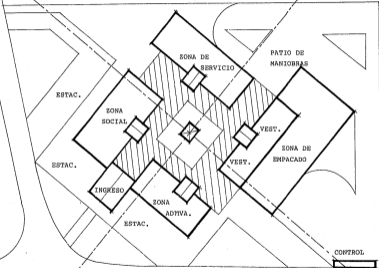 ZONA DE
SERVICIO
PATIO DE
MANIOBRAS
ESTAC.
ZONA
SOCIAL
VEST.
ZONA DE
EMPACADO
ESTAC.
VEST.
INGRESO
ZONA
ADMVA.
ESTAC.
CONTROL